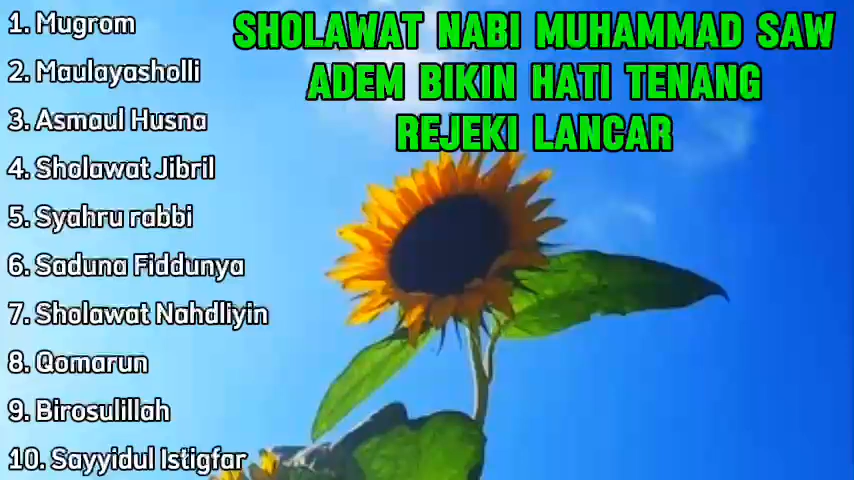 SHOLAWAT NABI MUHAMMAD SAW
ADEM BIKIN HATI TENANG
REJEKI LANCAR
1. Mugrom
2. Maulayasholli
3. Asmaul Husna
4. Sholawat Jibril
5. Syahru rabbi
6. Saduna Fiddunya
7. Sholawat Nahdliyin
8. Qomarun
9. Birosulillah
10. Sayyidul Istigfar